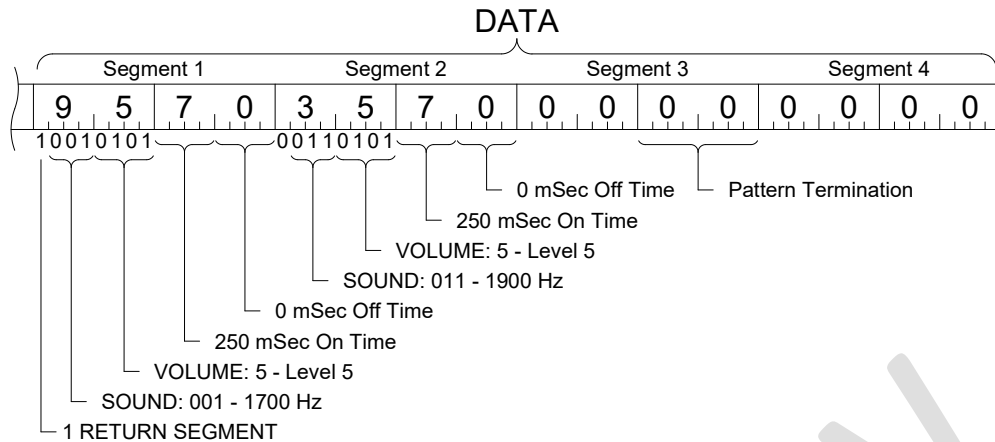 DATA
Segment 1 Segment 2 Segment 3 Segment 4
9 5 7 0 3 5 7 0 0 0 0 0 0 0 0 0
10010101 00110101
0 mSec Off Time Pattern Termination
250 mSec On Time
VOLUME: 5 - Level 5
SOUND: 011 - 1900 Hz
0 mSec Off Time
250 mSec On Time
VOLUME: 5 - Level 5
SOUND: 001 - 1700 Hz
1 RETURN SEGMENT